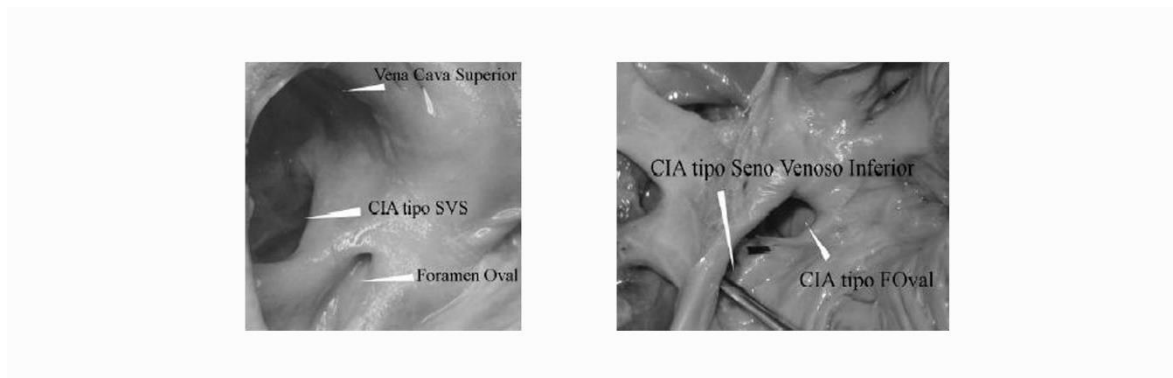 Vena Cava Superior
CIA tipo SVS
Foramen Oval
CIA tipo Seno Venoso Inferior
CIA tipo FOval